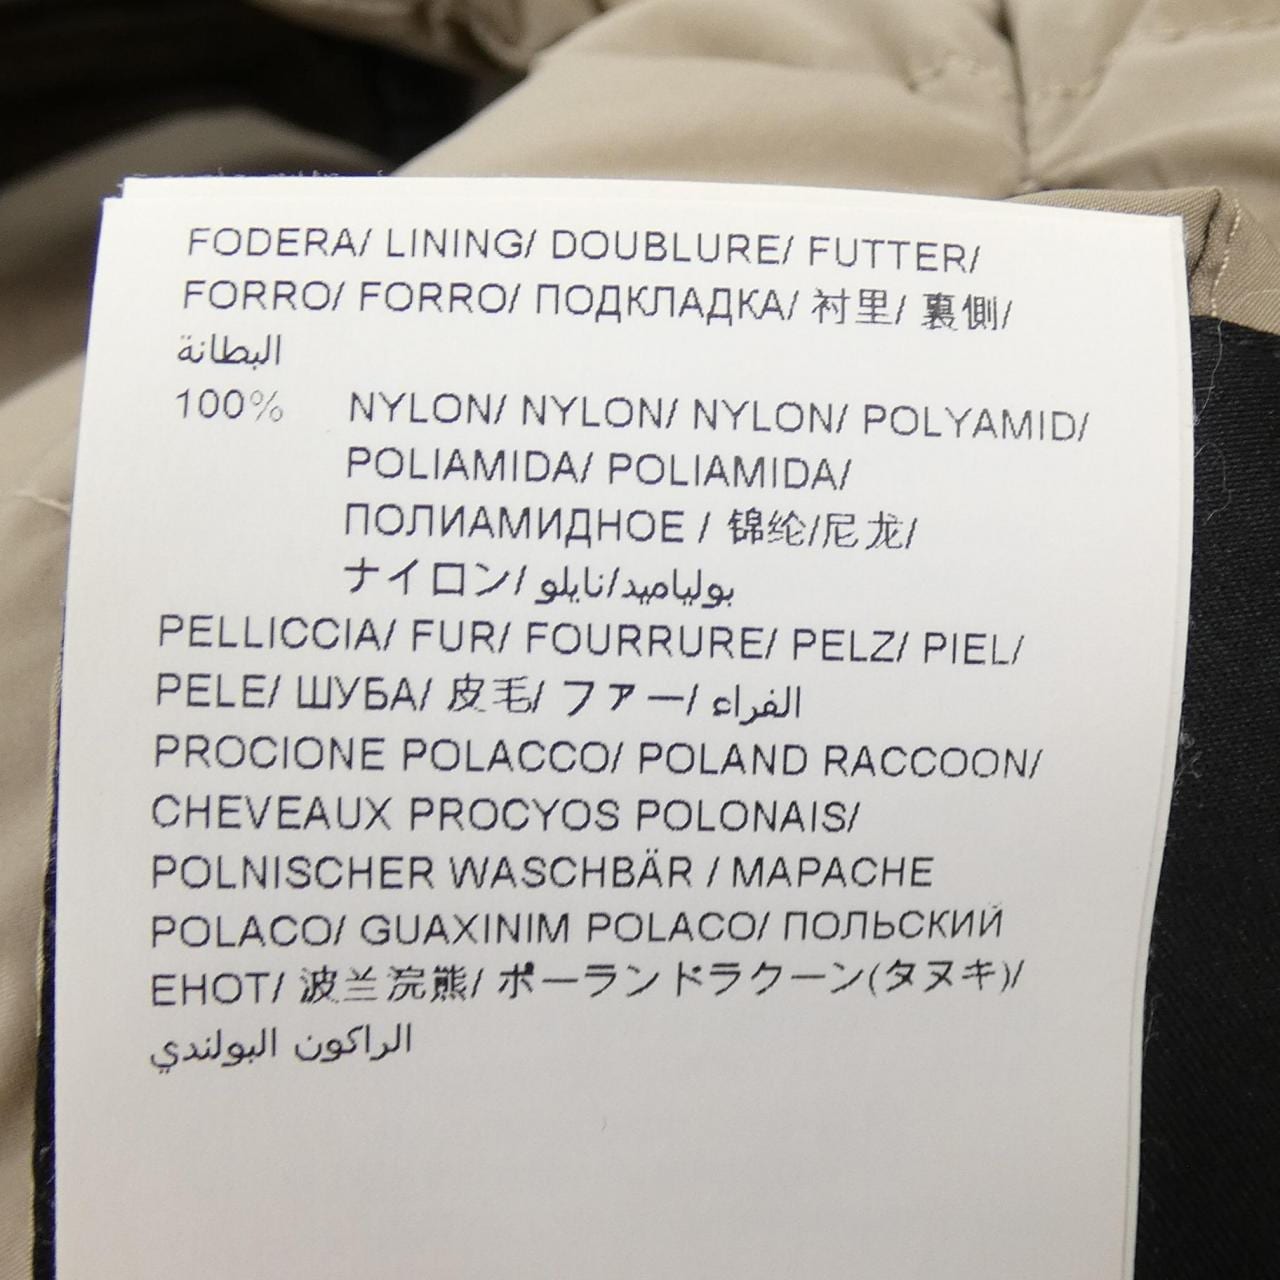 FODERA/ LINING/ DOUBLURE/ FUTTER/
FORRO/ FORRO/ ПОДКЛАДКА/ 衬里/ 裏側/
البطانة
100% NYLON/ NYLON/ NYLON/ POLYAMID/
POLIAMIDA/ POLIAMIDA/
ПОЛИАМИДНОЕ / 锦纶/尼龙/
ナイロン/ بولياميد/نايلو
PELLICCIA/ FUR/ FOURRURE/ PELZ/ PIEL/
PELE/ ШУБА/ 皮毛/ ファー/ الفراء
PROCIONE POLACCO/ POLAND RACCOON/
CHEVEAUX PROCYOS POLONAIS/
POLNISCHER WASCHBÄR / MAPACHE
POLACO/ GUAXINIM POLACO/ ПОЛЬСКИЙ
ЕНОТ/ 波兰浣熊/ ポーランドラクーン(タヌキ)/
الراكون البولندي